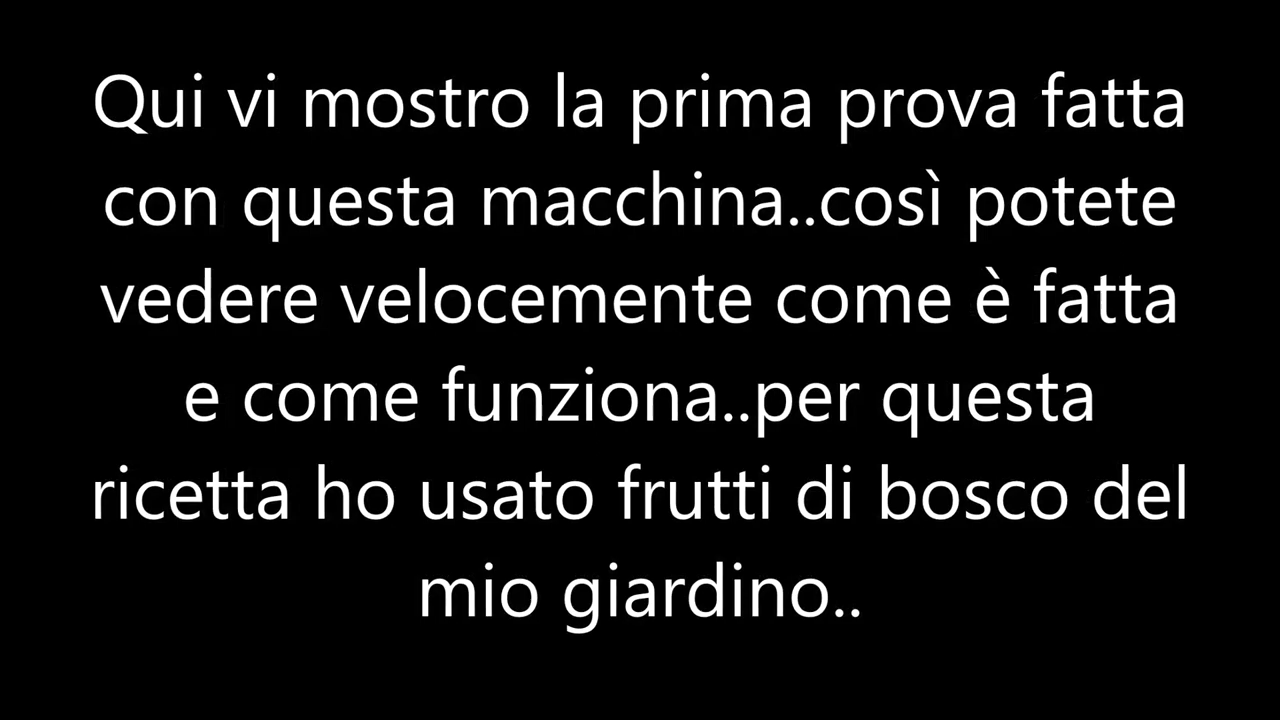 Qui vi mostro la prima prova fatta
con questa macchina..così potete
vedere velocemente come è fatta
e come funziona..per questa
ricetta ho usato frutti di bosco del
mio giardino..